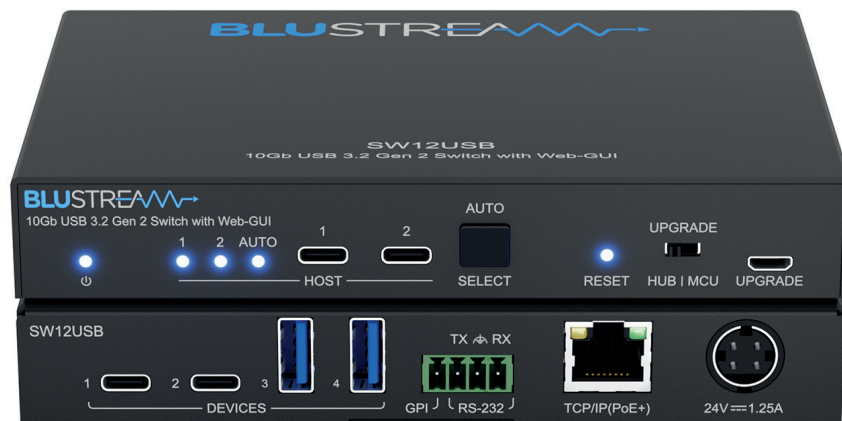 BLUSTREAM
SW12USB
10Gb USB 3.2 Gen 2 Switch with Web-GUI
BLUSTREAM
10Gb USB 3.2 Gen 2 Switch with Web-GUI
1 2 AUTO
HOST
1 2
AUTO
SELECT
RESET
UPGRADE
HUB | MCU
UPGRADE
SW12USB
1 2 3 4
DEVICES
TX RX
GPI RS-232
TCP/IP(PoE+)
24V⎓1.25A